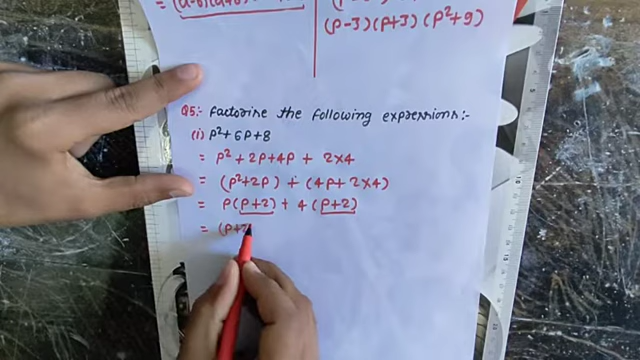 (p-3)(p+3)(p²+9)
Q5:- Factorise the following expressions:-
(i) p²+6p+8
= p²+2p+4p+ 2×4
= (p²+2p) + (4p+2×4)
= p(p+2) + 4(p+2)
= (p+2